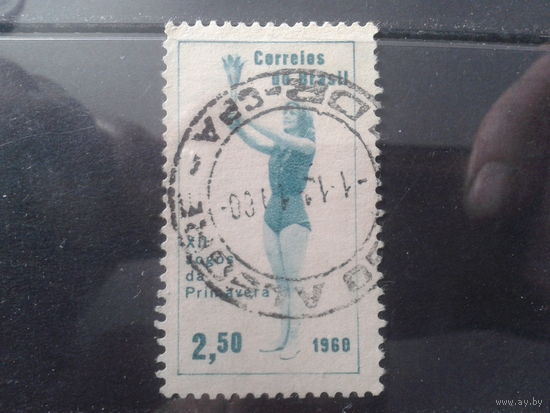 Correios
do Brasil
XII
Jogos
da
Primavera
2,50 1960
www.ay.by